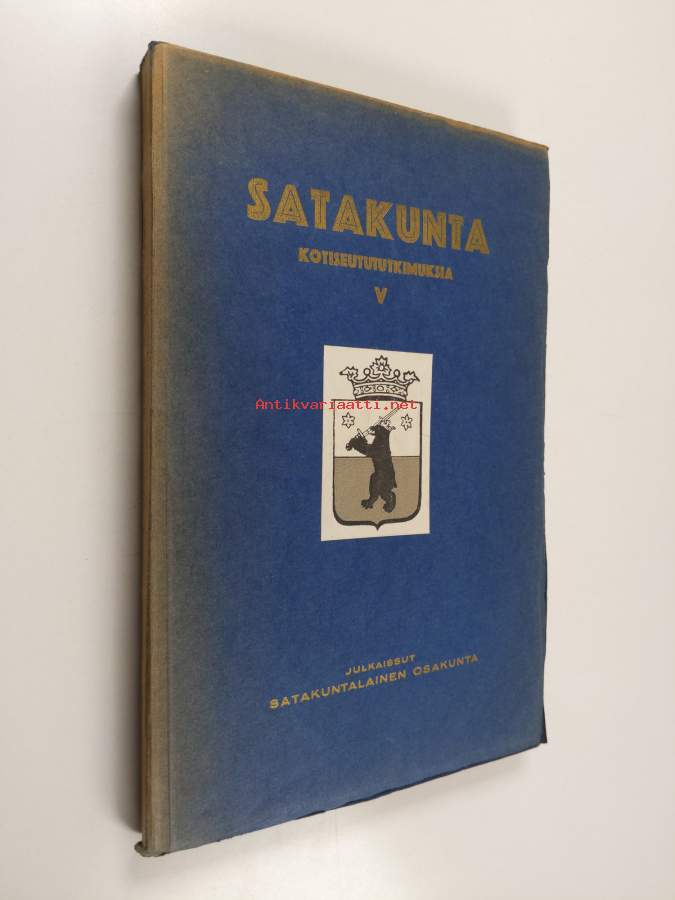 SATAKUNTA
KOTISEUTUTUTKIMUKSIA
V
Antikvariaatti.net
JULKAISSUT
SATAKUNTALAINEN OSAKUNTA